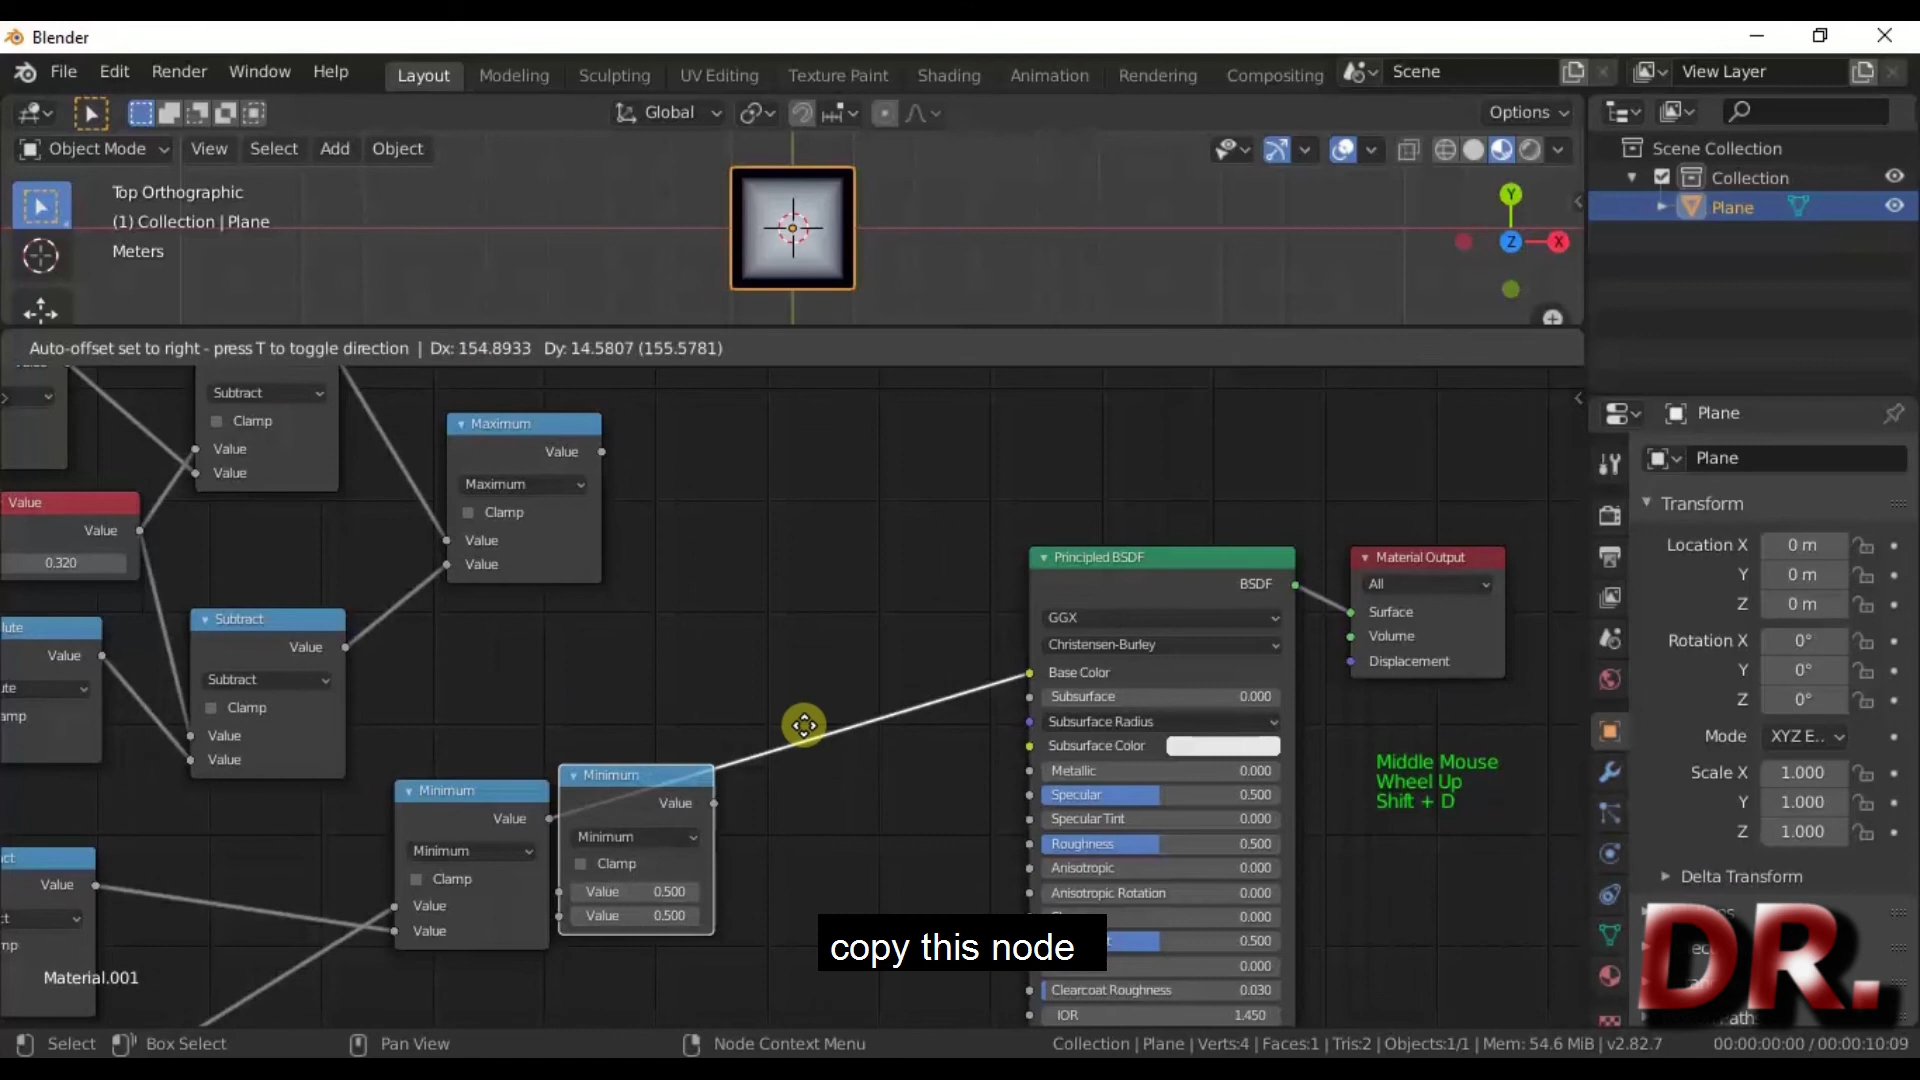 Blender
File Edit Render Window Help Layout Modeling Sculpting UV Editing Texture Paint Shading Animation Rendering Compositing Scene View Layer
Global Options
Object Mode View Select Add Object
Scene Collection
Collection
Plane
Top Orthographic
(1) Collection | Plane
Meters
Y
Z
X
Auto-offset set to right - press T to toggle direction | Dx: 154.8933 Dy: 14.5807 (155.5781)
Subtract
Clamp
Value
Value
Maximum
Value
Maximum
Clamp
Value
Value
Value
Value
0.320
lute
Value
ute
amp
Subtract
Value
Subtract
Clamp
Value
Value
Minimum
Value
Minimum
Clamp
Value
Value
Minimum
Value
Minimum
Clamp
Value 0.500
Value 0.500
ct
Value
ct
mp
Material.001
Principled BSDF
BSDF
GGX
Christensen-Burley
Base Color
Subsurface 0.000
Subsurface Radius
Subsurface Color
Metallic 0.000
Specular 0.500
Specular Tint 0.000
Roughness 0.500
Anisotropic 0.000
Anisotropic Rotation 0.000
0.000
t 0.500
0.000
Clearcoat Roughness 0.030
IOR 1.450
Material Output
All
Surface
Volume
Displacement
Middle Mouse
Wheel Up
Shift + D
copy this node
Plane
Plane
Transform
Location X 0 m
Y 0 m
Z 0 m
Rotation X 0°
Y 0°
Z 0°
Mode XYZ E..
Scale X 1.000
Y 1.000
Z 1.000
Delta Transform
DR.
Select Box Select Pan View Node Context Menu Collection | Plane | Verts:4 | Faces:1 | Tris:2 | Objects:1/1 | Mem: 54.6 MiB | v2.82.7 00:00:00:00 / 00:00:10:09